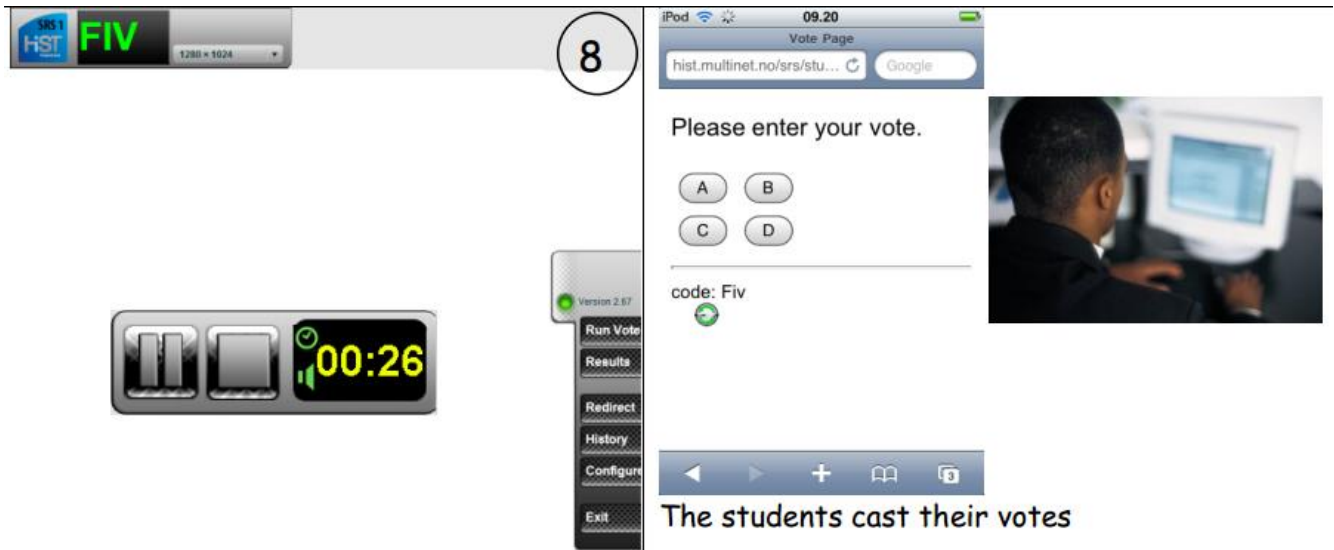 SRS 1
HiST
FIV
1280 × 1024
8
00:26
Version 2.67
Run Vote
Results
Redirect
History
Configure
Exit
iPod 09.20
Vote Page
hist.multinet.no/srs/stu... Google
Please enter your vote.
A B
C D
code: Fiv
3
The students cast their votes